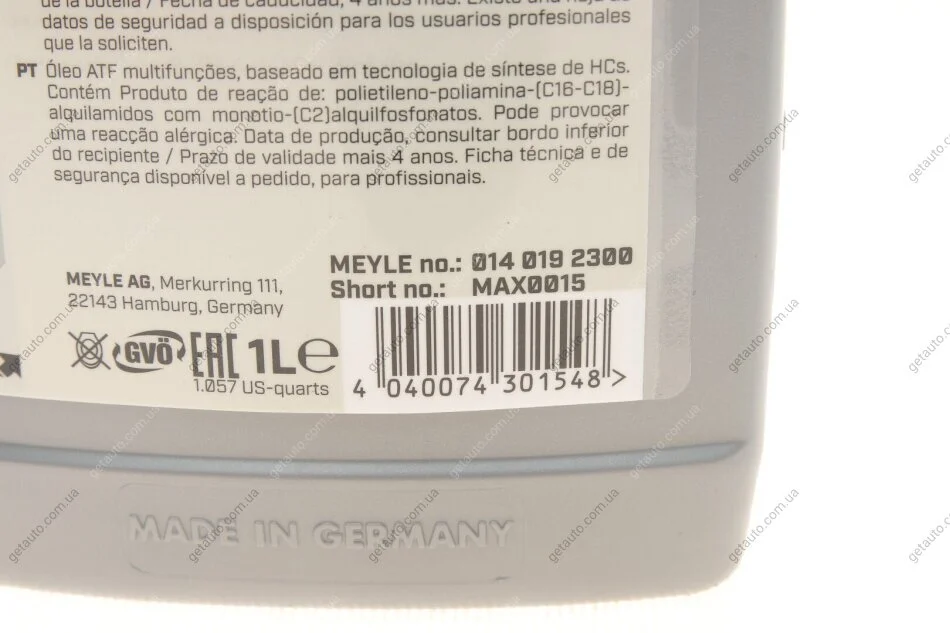 de la botella / Fecha de caducidad, 4 años más. Existe una hoja de
datos de seguridad a disposición para los usuarios profesionales
que la soliciten.
PT Óleo ATF multifunções, baseado em tecnologia de síntese de HCs.
Contém Produto de reação de: polietileno-poliamina-(C16-C18)-
alquilamidos com monotio-(C2)alquilfosfonatos. Pode provocar
uma reacção alérgica. Data de produção, consultar bordo inferior
do recipiente / Prazo de validade mais 4 anos. Ficha técnica e de
segurança disponível a pedido, para profissionais.
MEYLE no.: 014 019 2300
Short no.: MAX0015
MEYLE AG, Merkurring 111,
22143 Hamburg, Germany
GVÖ EAC 1L e
1.057 US-quarts
4 040074 301548 >
MADE IN GERMANY
getauto.com.ua